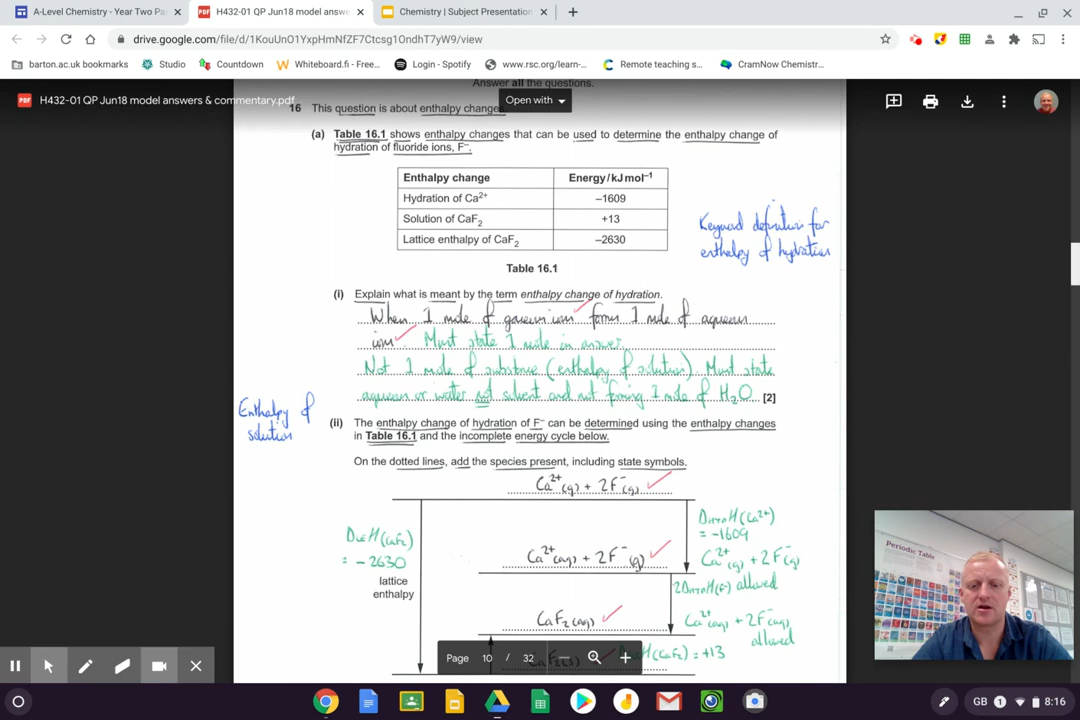 A-Level Chemistry - Year Two Pa
H432-01 QP Jun18 model answe
Chemistry | Subject Presentation
drive.google.com/file/d/1KouUnO1YxpHmNfZF7Ctcsg1OndhT7yW9/view
barton.ac.uk bookmarks
Studio
Countdown
Whiteboard.fi - Free...
Login - Spotify
www.rsc.org/learn-...
Remote teaching s...
CramNow Chemistr...
Answer all the questions.
H432-01 QP Jun18 model answers & commentary.pdf
Open with
16 This question is about enthalpy changes
(a) Table 16.1 shows enthalpy changes that can be used to determine the enthalpy change of
hydration of fluoride ions, F⁻.
Enthalpy change Energy/kJ mol⁻¹
Hydration of Ca²⁺ –1609
Solution of CaF₂ +13
Lattice enthalpy of CaF₂ –2630
Keyword definition for
enthalpy of hydration
Table 16.1
(i) Explain what is meant by the term enthalpy change of hydration.
When 1 mole of gaseous ions forms 1 mole of aqueous
ions Must state 1 mole in answer.
Not 1 mole of substance (enthalpy of solution). Must state
aqueous or water not solvent and not forming 1 mole of H₂O [2]
Enthalpy of
solution
(ii) The enthalpy change of hydration of F⁻ can be determined using the enthalpy changes
in Table 16.1 and the incomplete energy cycle below.
On the dotted lines, add the species present, including state symbols.
Ca²⁺(g) + 2F⁻(g)
ΔLEH(CaF₂)
= -2630
lattice
enthalpy
= -1609
Ca²⁺(aq) + 2F⁻(g)
Ca²⁺(g) + 2F⁻(g)
allowed
CaF₂(aq)
Ca²⁺(aq) + 2F⁻(aq)
allowed
CaF₂(s)
(CaF₂) = +13
Page 10 / 32
Periodic Table
GB 1 8:16